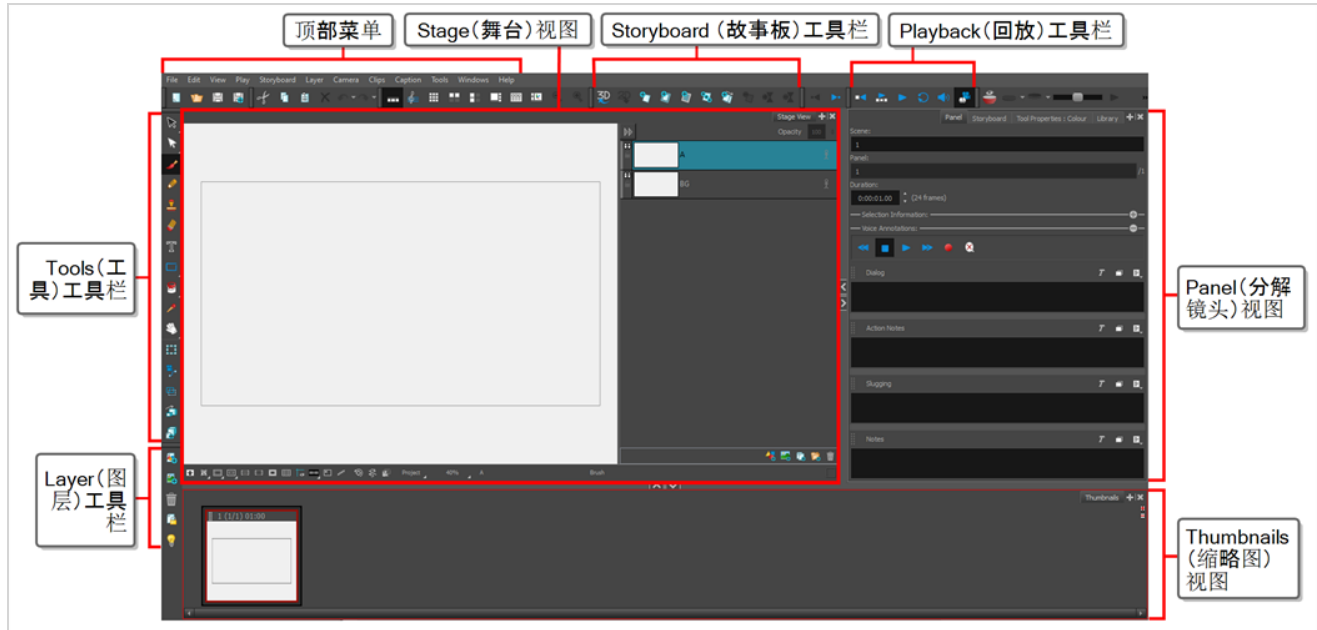 顶部菜单
Stage(舞台)视图
Storyboard (故事板)工具栏
Playback(回放)工具栏
File Edit View Play Storyboard Layer Camera Clips Caption Tools Windows Help
3D
Stage View
Opacity
A
BG
Panel Storyboard Tool Properties : Colour Library
Scene:
1
Panel:
1 /1
Duration:
0:00:01.00 (24 frames)
Selection Information:
Voice Annotations:
Dialog
Action Notes
Slugging
Notes
Tools(工
具)工具栏
Panel(分解
镜头)视图
Layer(图
层)工具
栏
Project 40% A Brush
Thumbnails
1 (1/1) 01:00
Thumbnails
(缩略图)
视图